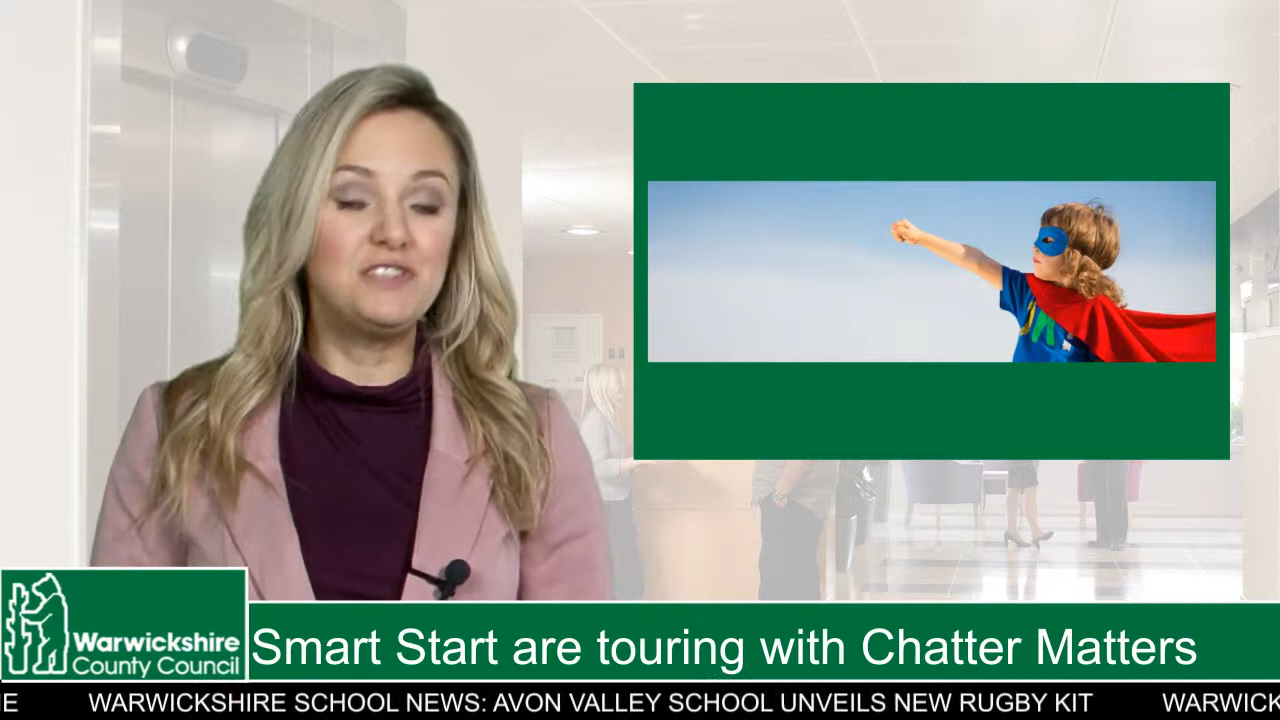 Warwickshire
County Council
Smart Start are touring with Chatter Matters
E WARWICKSHIRE SCHOOL NEWS: AVON VALLEY SCHOOL UNVEILS NEW RUGBY KIT WARWICK